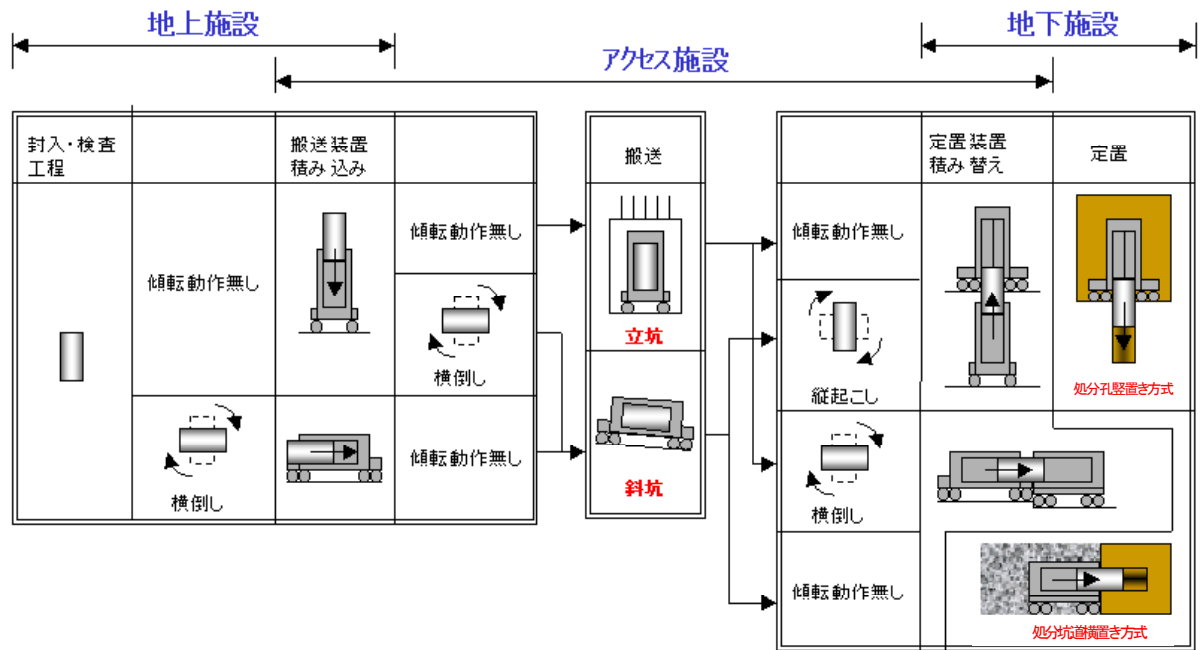 地上施設
地下施設
アクセス施設
封入・検査
工程
搬送装置
積み込み
搬送
定置装置
積み替え
定置
傾転動作無し
傾転動作無し
横倒し
横倒し
傾転動作無し
立坑
斜坑
傾転動作無し
縦起こし
横倒し
傾転動作無し
処分孔竪置き方式
処分坑道横置き方式